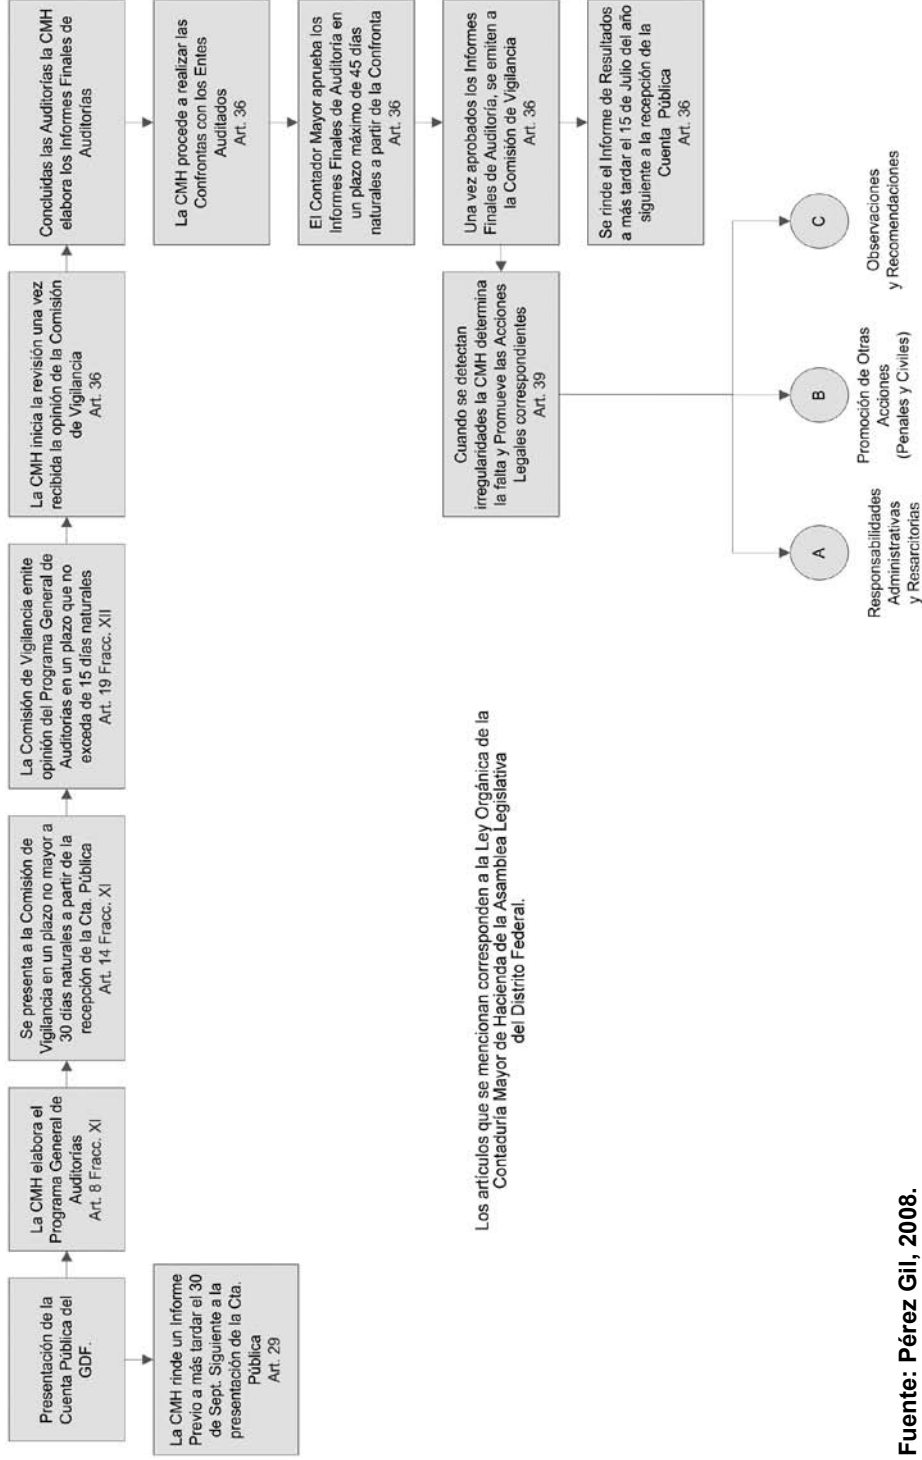 Presentación de la
Cuenta Pública del
GDF.
La CMH rinde un Informe
Previo a más tardar el 30
de Sept. Siguiente a la
presentación de la Cta.
Pública
Art. 29
La CMH elabora el
Programa General de
Auditorías
Art. 8 Fracc. XI
Se presenta a la Comisión de
Vigilancia en un plazo no mayor a
30 días naturales a partir de la
recepción de la Cta. Pública
Art. 14 Fracc. XI
La Comisión de Vigilancia emite
opinión del Programa General de
Auditorías en un plazo que no
exceda de 15 días naturales
Art. 19 Fracc. XII
La CMH inicia la revisión una vez
recibida la opinión de la Comisión
de Vigilancia
Art. 36
Concluidas las Auditorías la CMH
elabora los Informes Finales de
Auditorías
La CMH procede a realizar las
Confrontas con los Entes
Auditados
Art. 36
El Contador Mayor aprueba los
Informes Finales de Auditoria en
un plazo máximo de 45 días
naturales a partir de la Confronta
Art. 36
Una vez aprobados los Informes
Finales de Auditoría, se emiten a
la Comisión de Vigilancia
Art. 36
Se rinde el Informe de Resultados
a más tardar el 15 de Julio del año
siguiente a la recepción de la
Cuenta Pública
Art. 36
Cuando se detectan
irregularidades la CMH determina
la falta y Promueve las Acciones
Legales correspondientes
Art. 39
A
Responsabilidades
Administrativas
y Resarcitorias
B
Promoción de Otras
Acciones
(Penales y Civiles)
C
Observaciones
y Recomendaciones
Los artículos que se mencionan corresponden a la Ley Orgánica de la
Contaduría Mayor de Hacienda de la Asamblea Legislativa
del Distrito Federal.
Fuente: Pérez Gil, 2008.